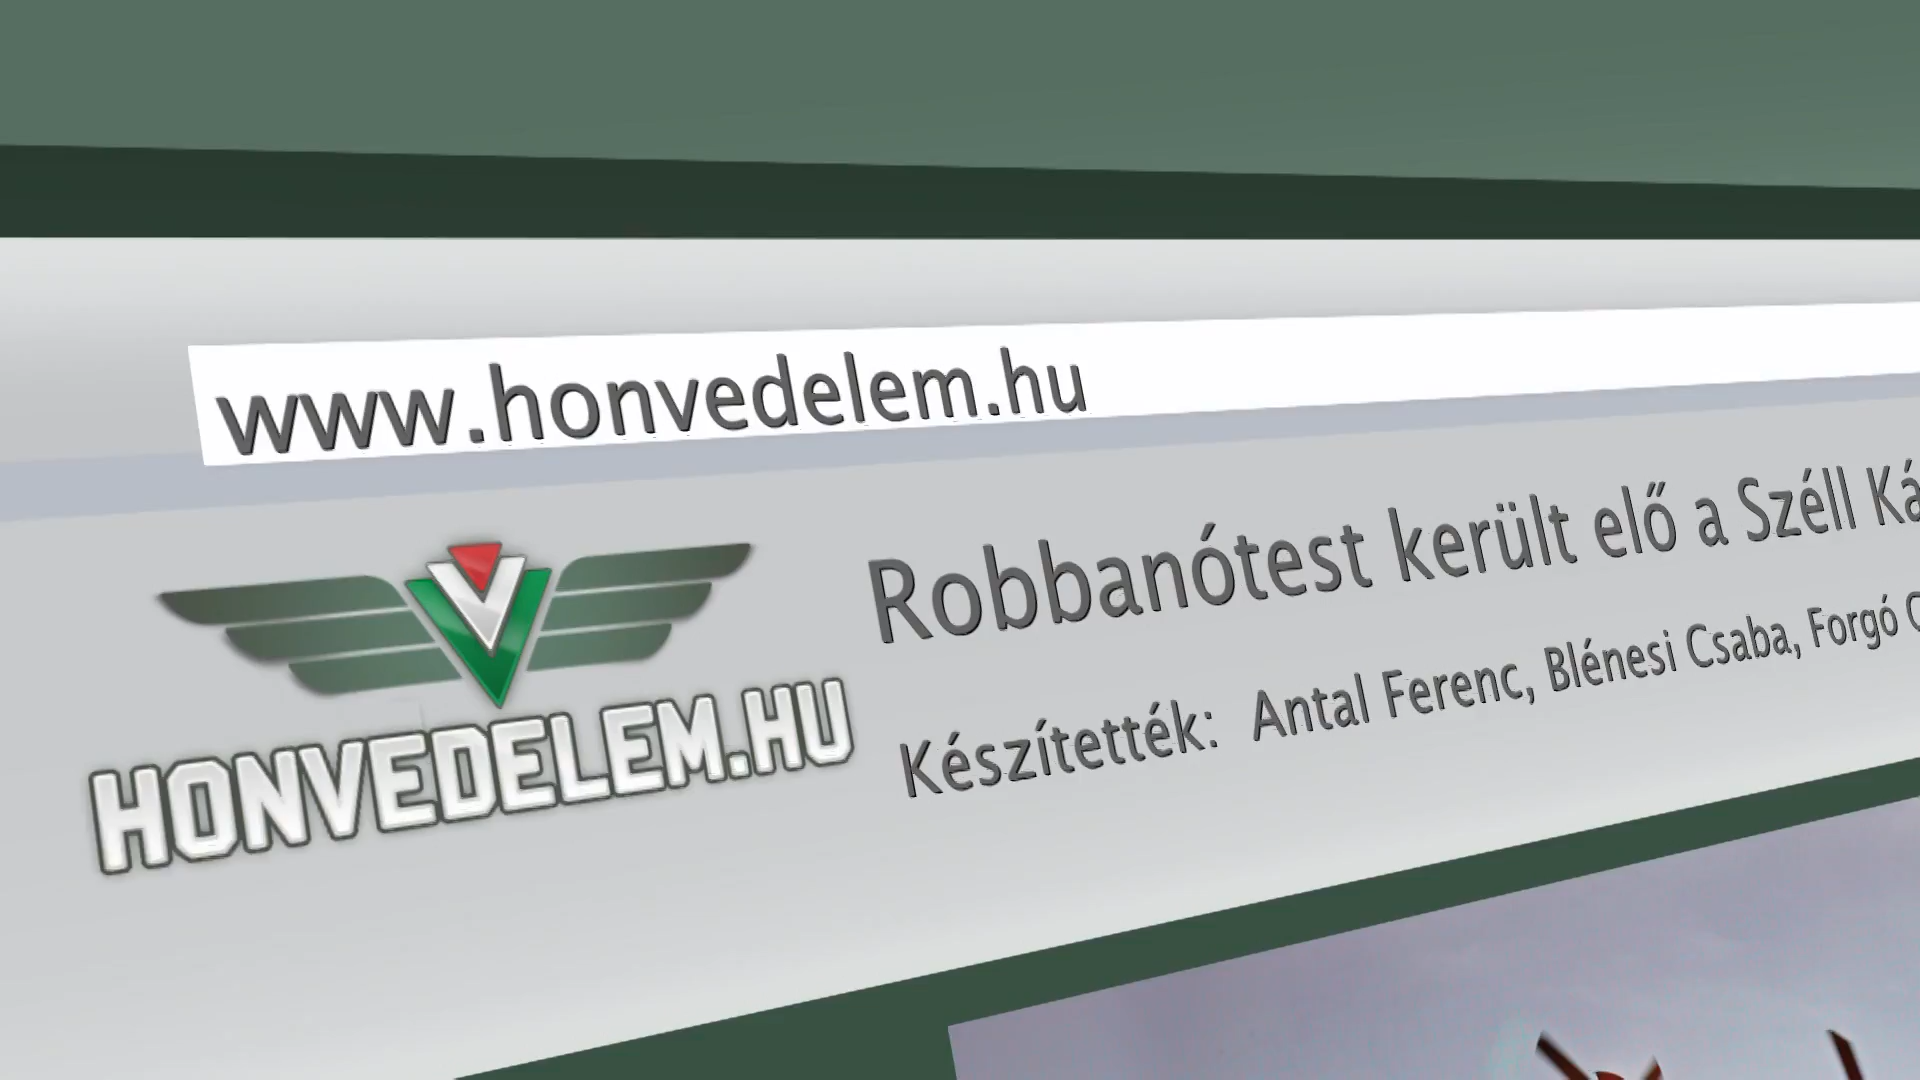 www.honvedelem.hu
HONVEDELEM.HU
Robbanótest került elő a Széll
Készítették: Antal Ferenc, Blénesi Csaba, Forgó